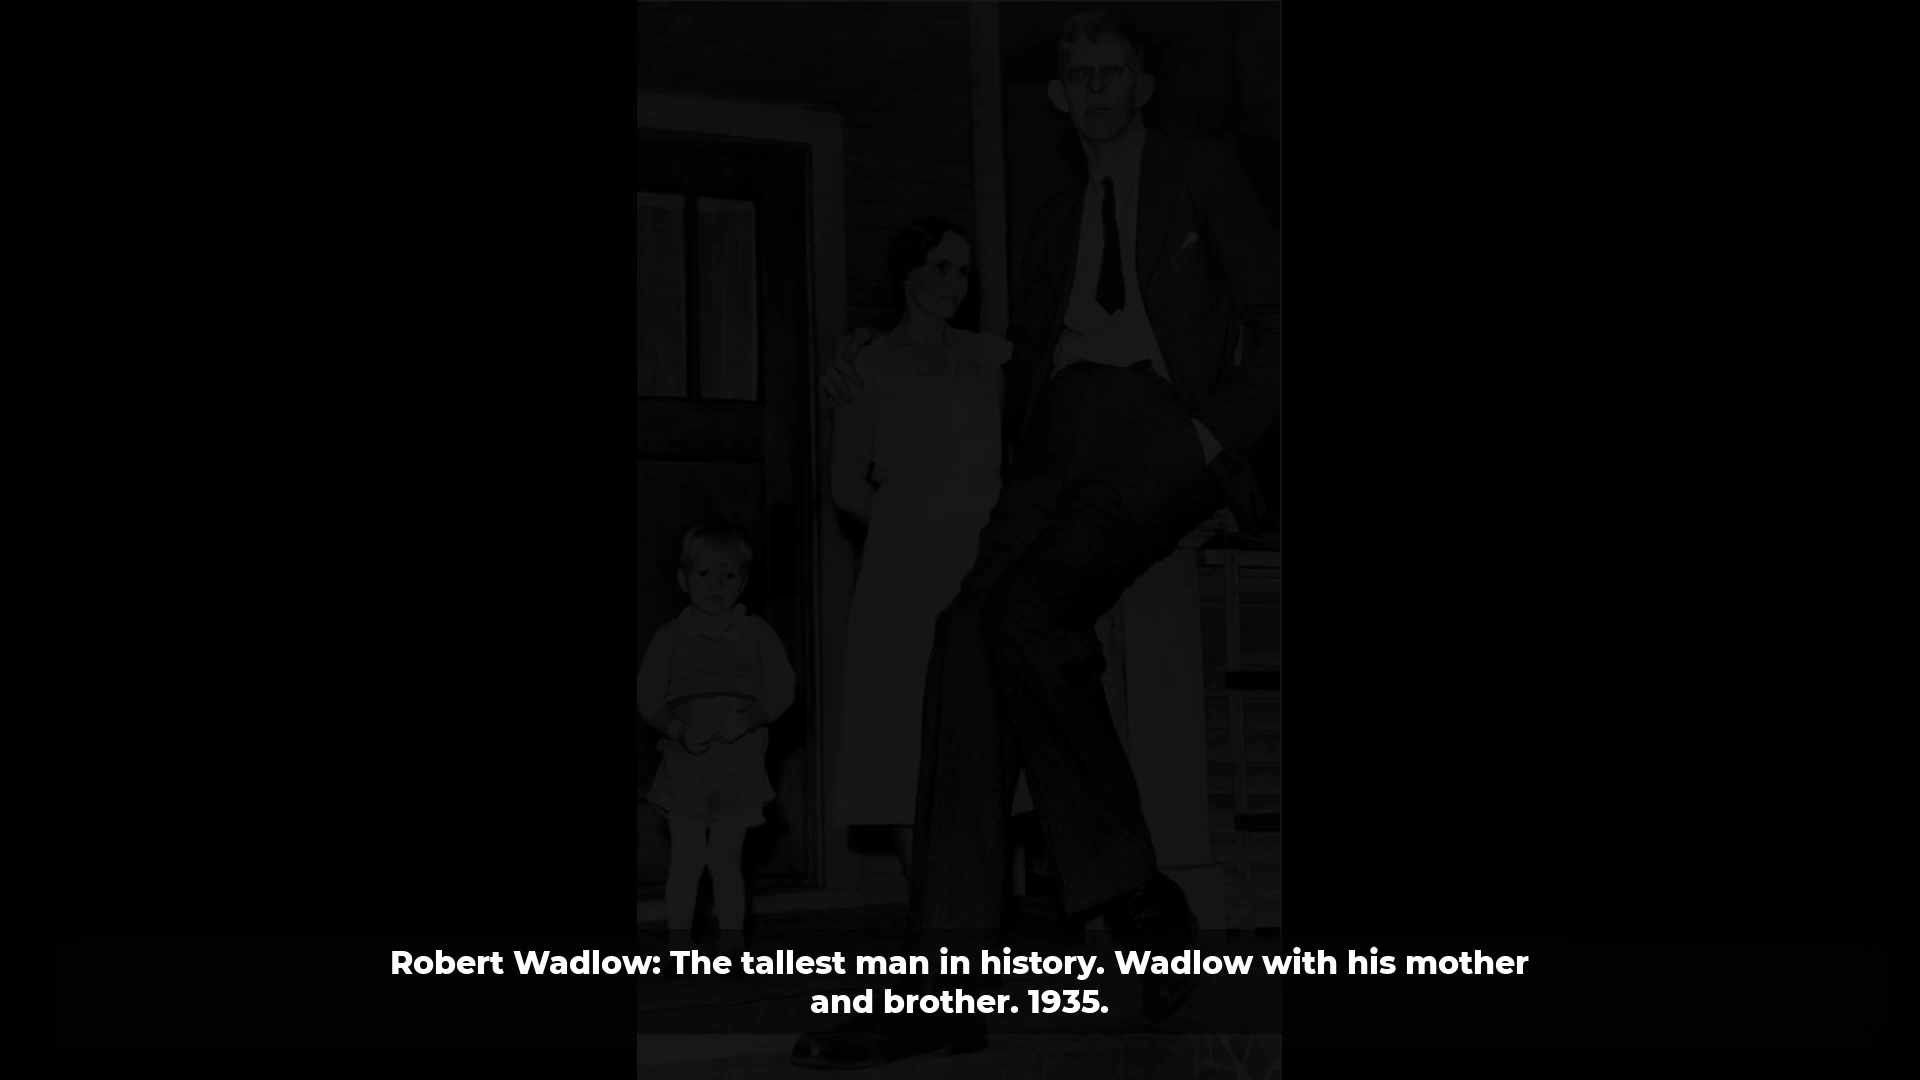 Robert Wadlow: The tallest man in history. Wadlow with his mother
and brother. 1935.